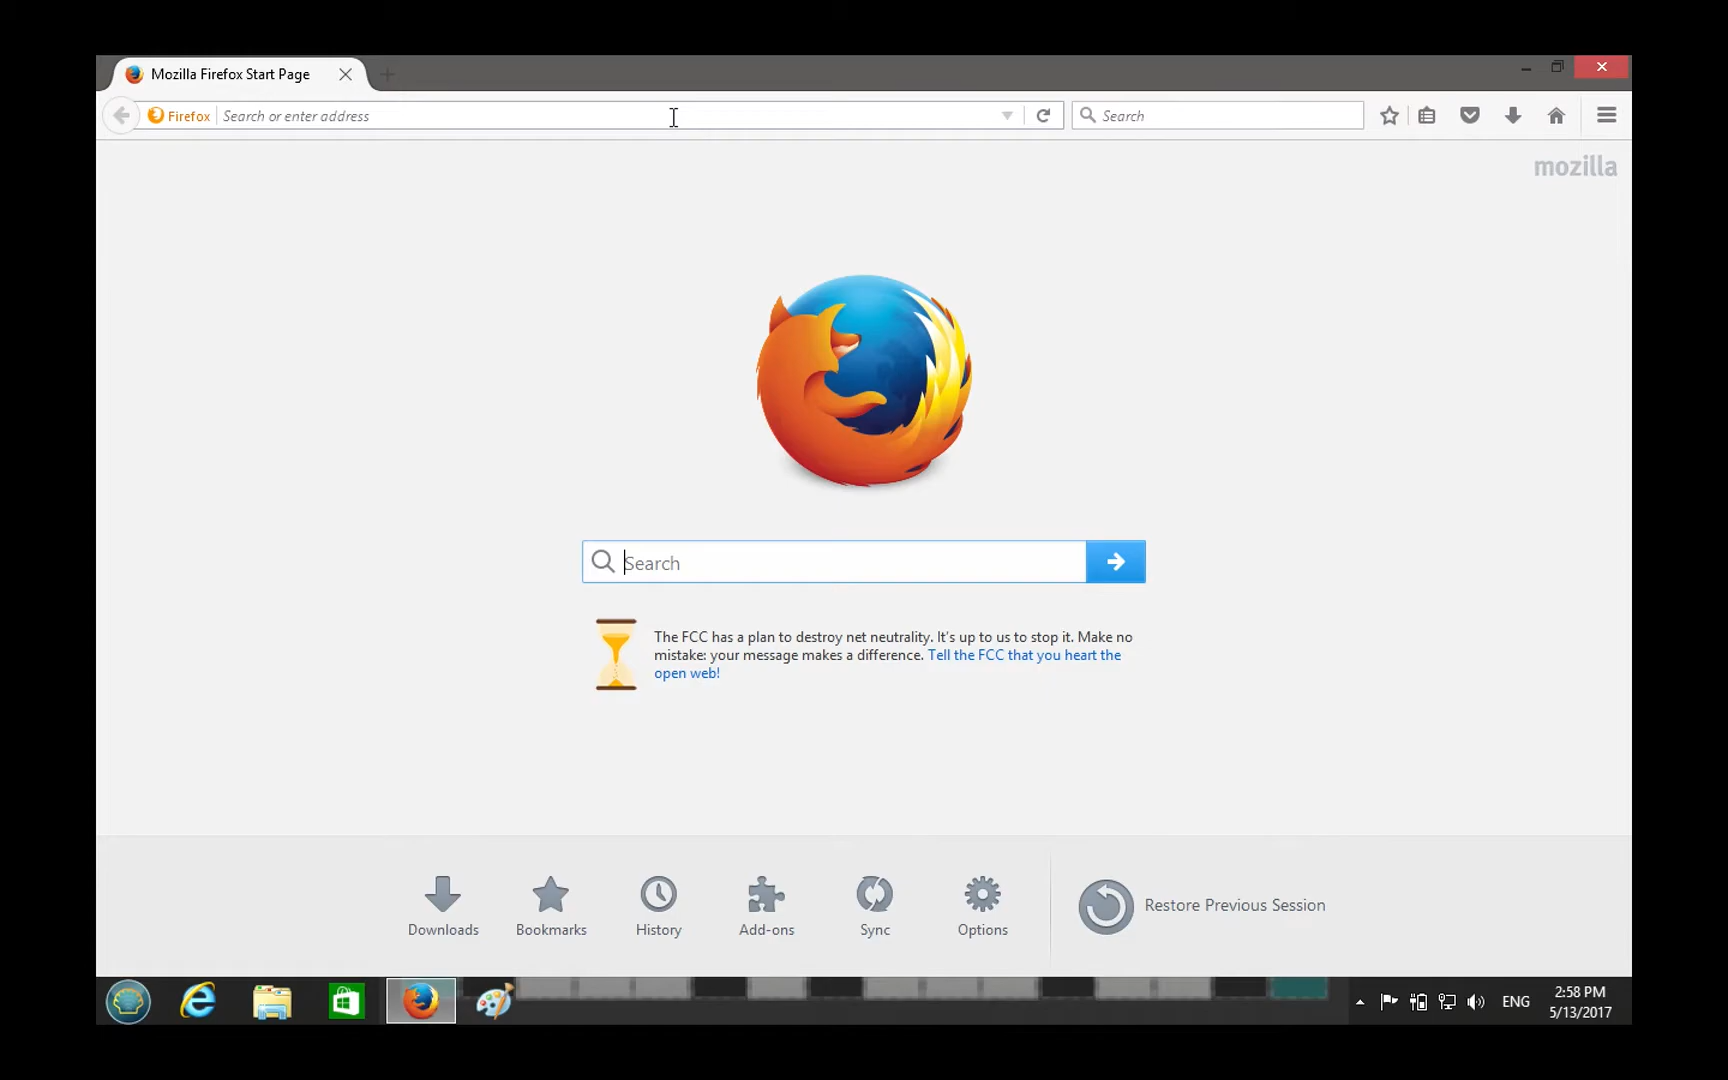 Mozilla Firefox Start Page
Firefox
Search or enter address
Search
mozilla
Search
The FCC has a plan to destroy net neutrality. It's up to us to stop it. Make no
mistake: your message makes a difference. Tell the FCC that you heart the
open web!
Downloads
Bookmarks
History
Add-ons
Sync
Options
Restore Previous Session
ENG
2:58 PM
5/13/2017